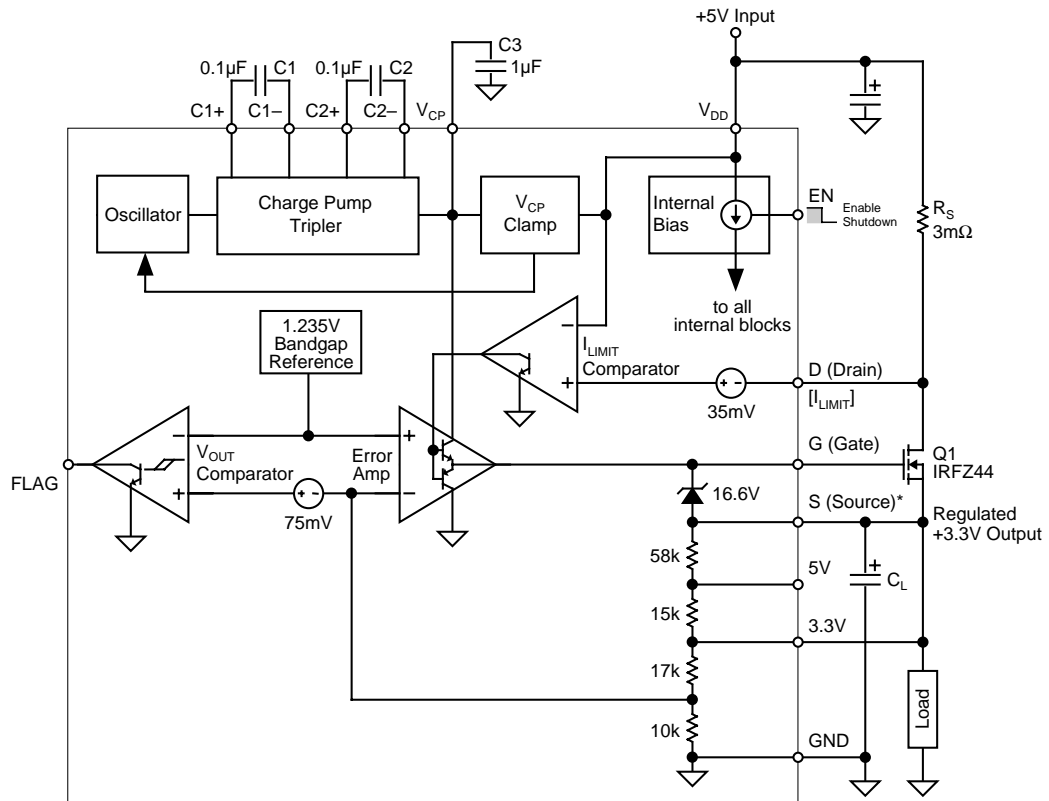 +5V Input
C3
1µF
0.1µF
C1
0.1µF
C2
C1+
C1–
C2+
C2–
VCP
VDD
Oscillator
Charge Pump
Tripler
VCP
Clamp
Internal
Bias
EN
Enable
Shutdown
RS
3mΩ
to all
internal blocks
1.235V
Bandgap
Reference
–
ILIMIT
Comparator
+
+ -
35mV
D (Drain)
[ILIMIT]
–
VOUT
Comparator
+
FLAG
+ -
75mV
Error
Amp
+
–
G (Gate)
Q1
IRFZ44
16.6V
S (Source)*
Regulated
+3.3V Output
58k
5V
+
CL
15k
3.3V
17k
10k
GND
Load
+